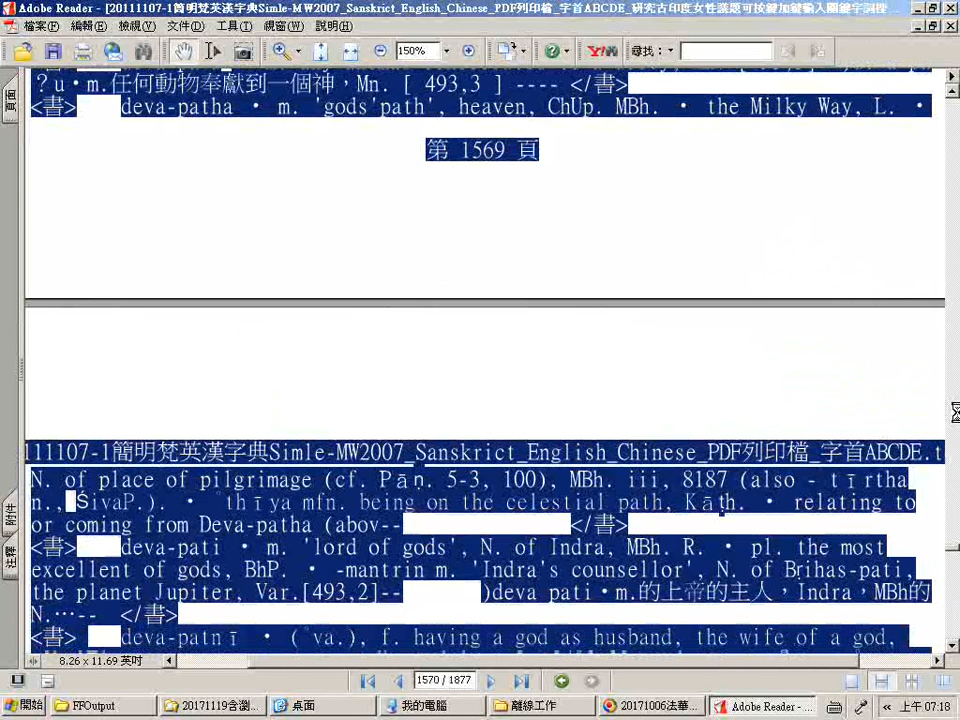 Adobe Reader - [20111107-1簡明梵英漢字典Simle-MW2007_Sanskrict_English_Chinese_PDF列印檔_字首ABCDE_研究古印度女性議題可按鍵加鍵輸入關鍵字詞搜
檔案(F) 編輯(E) 檢視(V) 文件(D) 工具(T) 視窗(W) 說明(H)
150% 尋找:
?u‧m.任何動物奉獻到一個神，Mn. [ 493,3 ] ---- </書>
<書> deva-patha ‧ m. 'gods'path', heaven, ChUp. MBh. ‧ the Milky Way, L. ‧
第 1569 頁
111107-1簡明梵英漢字典Simle-MW2007_Sanskrict_English_Chinese_PDF列印檔_字首ABCDE.t
N. of place of pilgrimage (cf. Pāṇ. 5-3, 100), MBh. iii, 8187 (also - tīrtha
n., ŚivaP.). ‧ °thīya mfn. being on the celestial path, Kāṭh. ‧ relating to
or coming from Deva-patha (abov-- </書>
<書> deva-pati ‧ m. 'lord of gods', N. of Indra, MBh. R. ‧ pl. the most
excellent of gods, BhP. ‧ -mantrin m. 'Indra's counsellor', N. of Bṛihas-pati,
the planet Jupiter, Var.[493,2]-- )deva pati‧m.的上帝的主人，Indra，MBh的
N.…-- </書>
<書> deva-patnī ‧ (°va.), f. having a god as husband, the wife of a god,
頁面
附件
注釋
8.26 x 11.69 英吋
1570 / 1877
開始 FFOutput 20171119含瀏... 桌面 我的電腦 離線工作 20171006法華... Adobe Reader - ... 上午 07:18